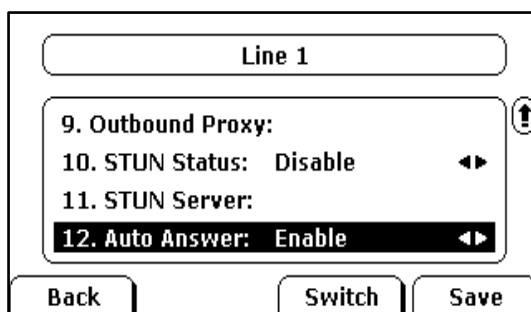 Line 1
9. Outbound Proxy:
10. STUN Status: Disable
11. STUN Server:
12. Auto Answer: Enable
Back Switch Save